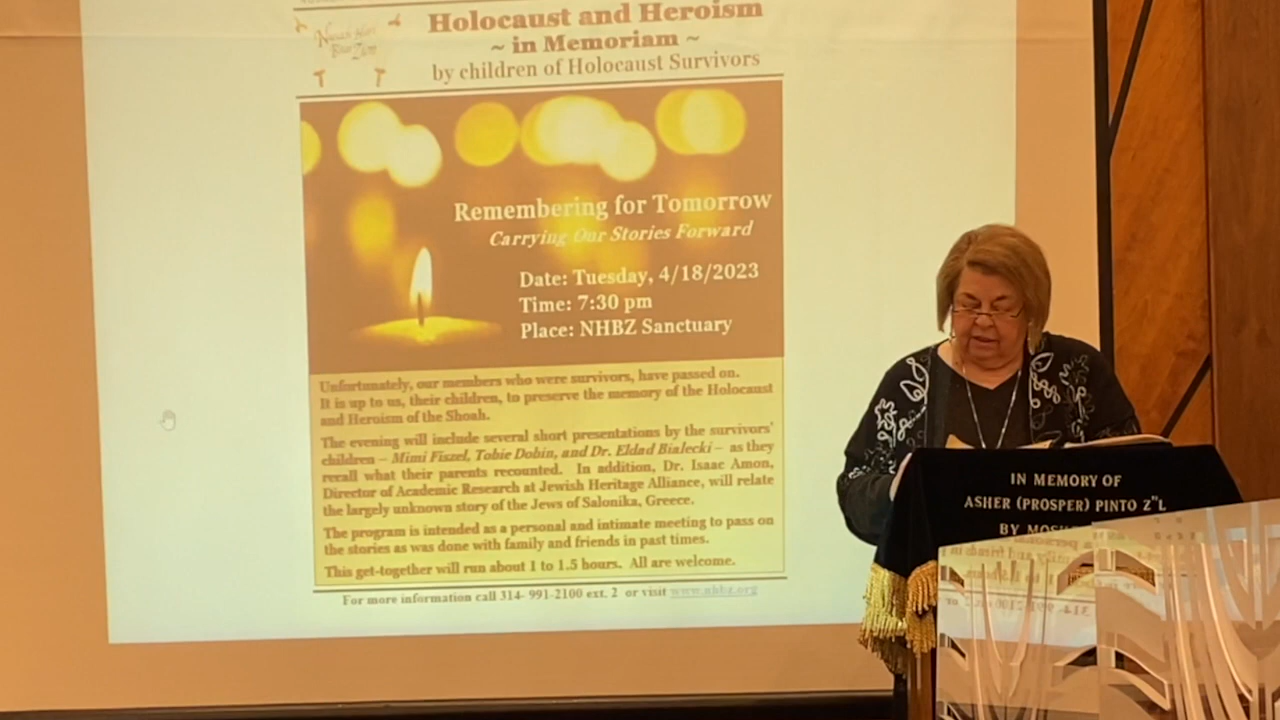 Nusach Hari
Bnai Zion
Holocaust and Heroism
~ in Memoriam ~
by children of Holocaust Survivors
Remembering for Tomorrow
Carrying Our Stories Forward
Date: Tuesday, 4/18/2023
Time: 7:30 pm
Place: NHBZ Sanctuary
Unfortunately, our members who were survivors, have passed on.
It is up to us, their children, to preserve the memory of the Holocaust
and Heroism of the Shoah.
The evening will include several short presentations by the survivors'
children – Mimi Fiszel, Tobie Dobin, and Dr. Eldad Bialecki – as they
recall what their parents recounted. In addition, Dr. Isaac Amon,
Director of Academic Research at Jewish Heritage Alliance, will relate
the largely unknown story of the Jews of Salonika, Greece.
The program is intended as a personal and intimate meeting to pass on
the stories as was done with family and friends in past times.
This get-together will run about 1 to 1.5 hours. All are welcome.
For more information call 314- 991-2100 ext. 2 or visit www.nhbz.org
IN MEMORY OF
ASHER (PROSPER) PINTO Z"L
BY